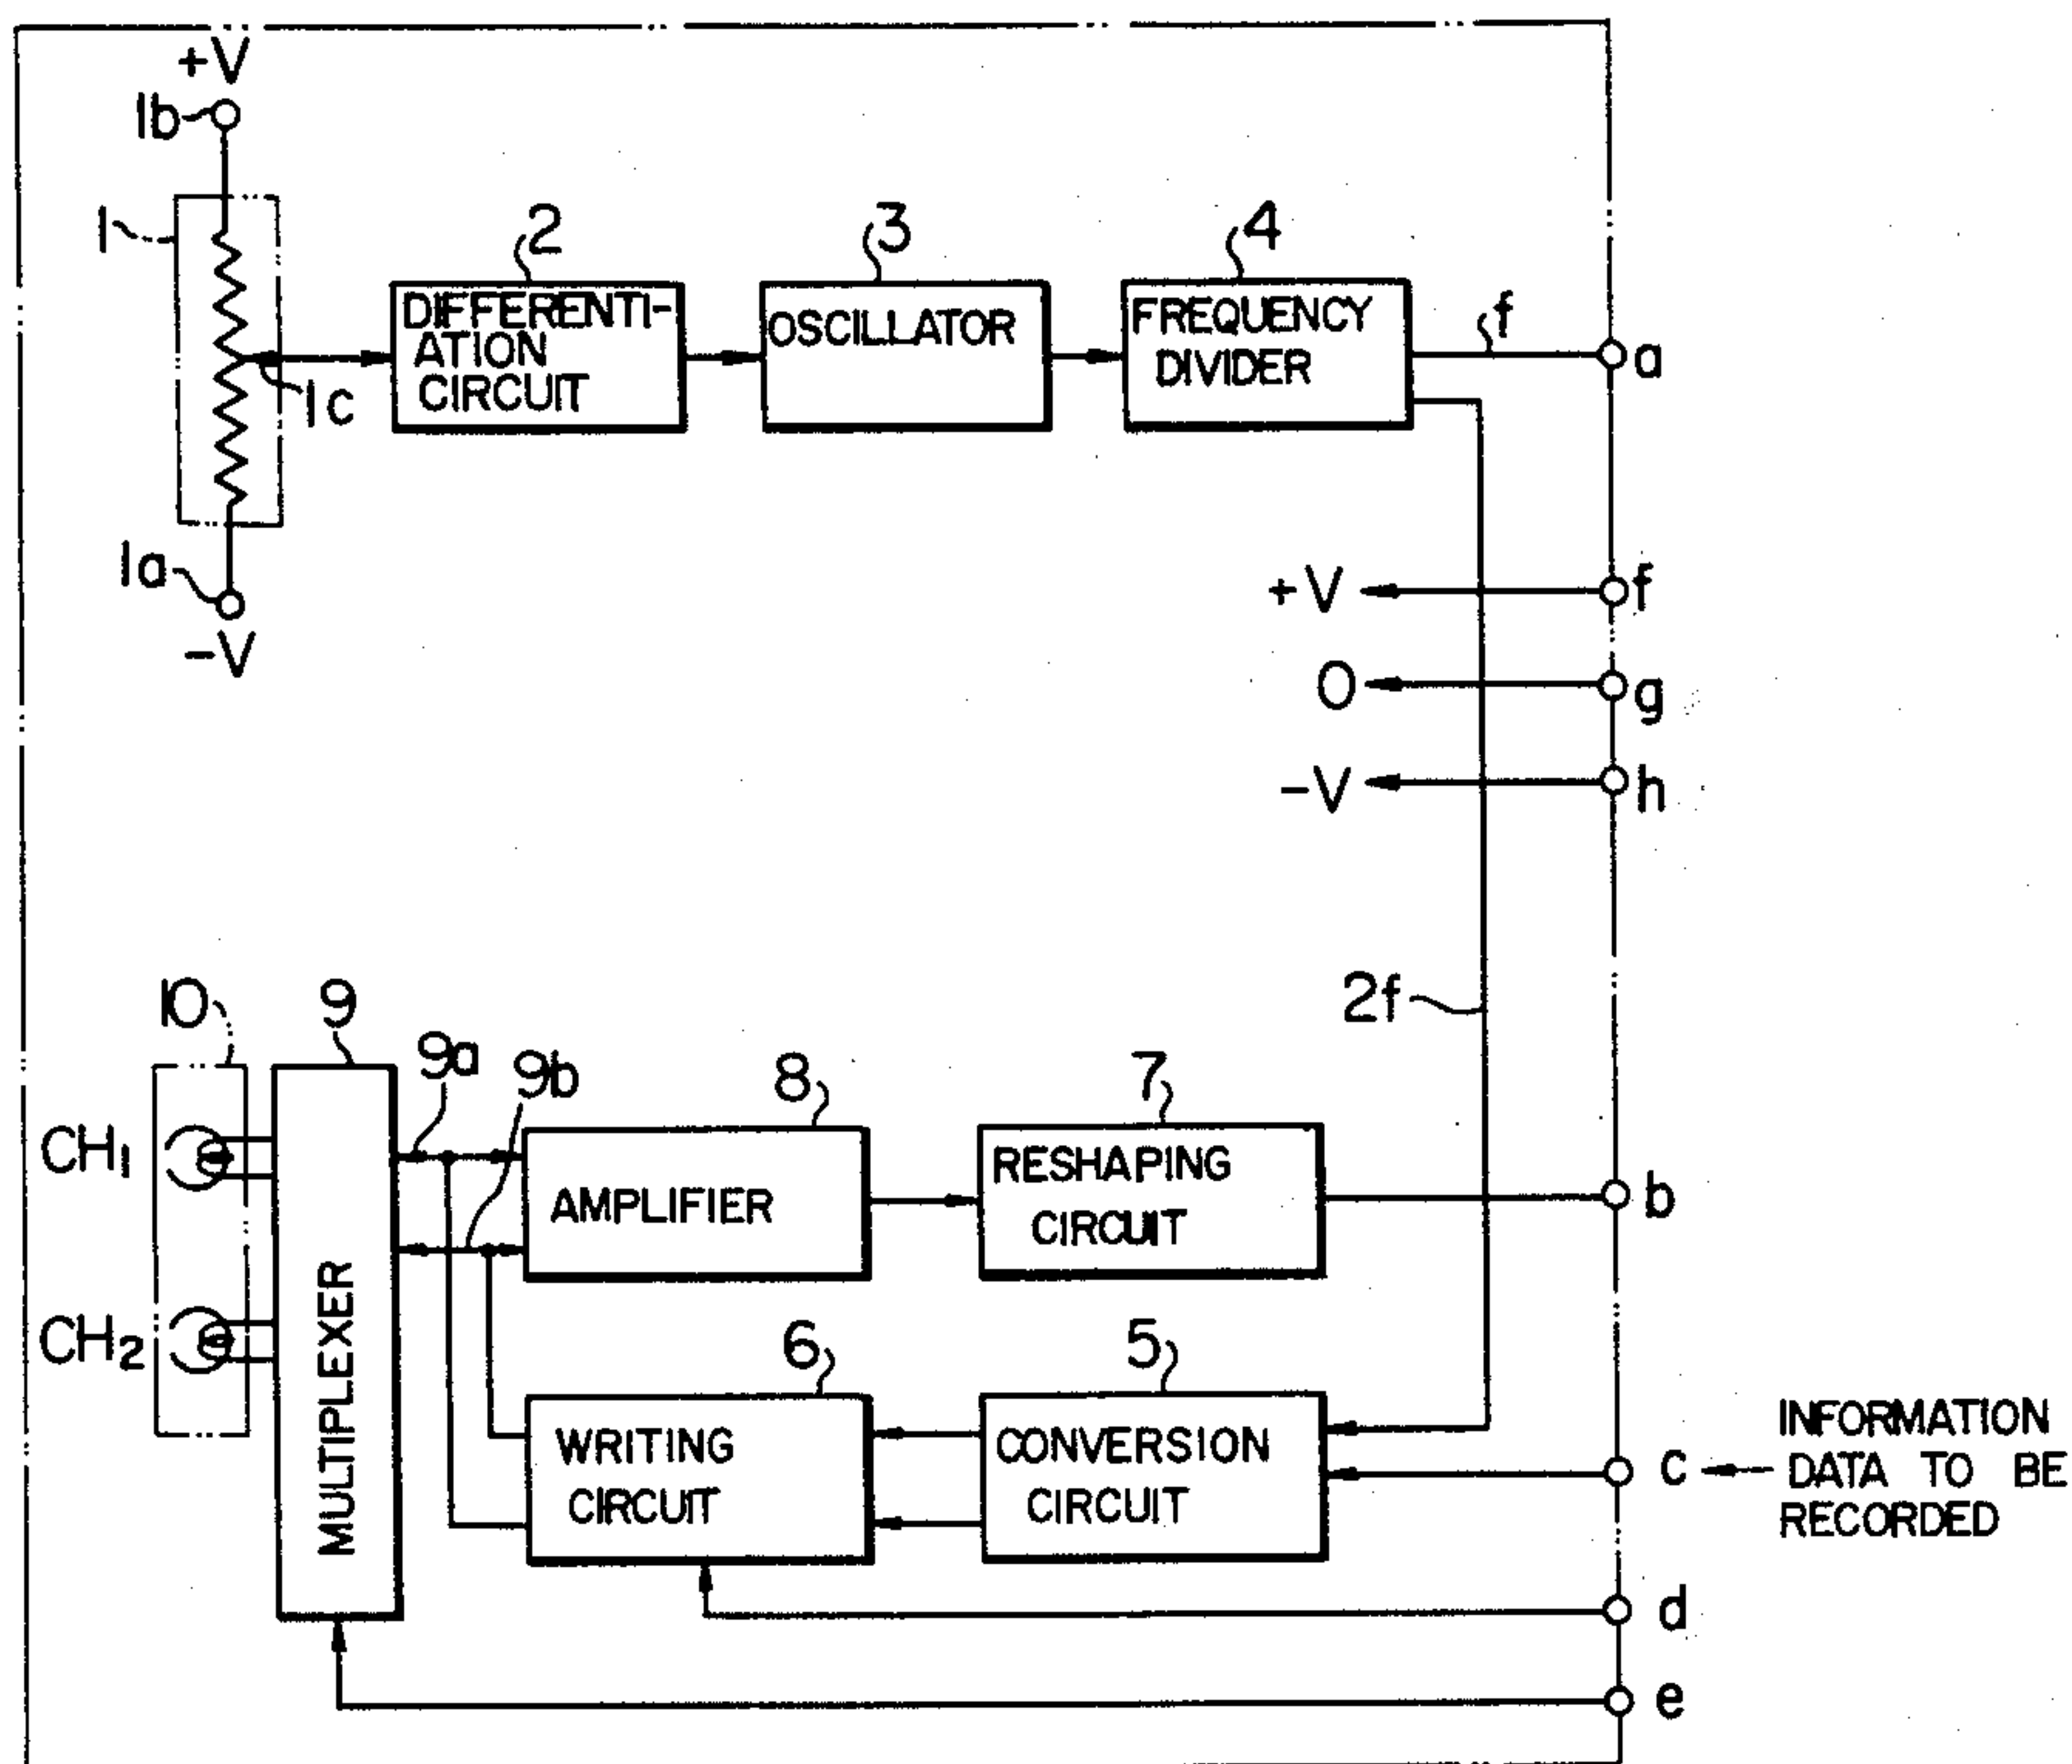 +V
1b
1
2
3
4
DIFFERENTI-
ATION
CIRCUIT
OSCILLATOR
FREQUENCY
DIVIDER
f
a
1c
1a
-V
+V
f
0
g
-V
h
2f
10
9
9a
9b
8
7
CH1
AMPLIFIER
RESHAPING
CIRCUIT
b
MULTIPLEXER
CH2
6
5
WRITING
CIRCUIT
CONVERSION
CIRCUIT
c
INFORMATION
DATA TO BE
RECORDED
d
e